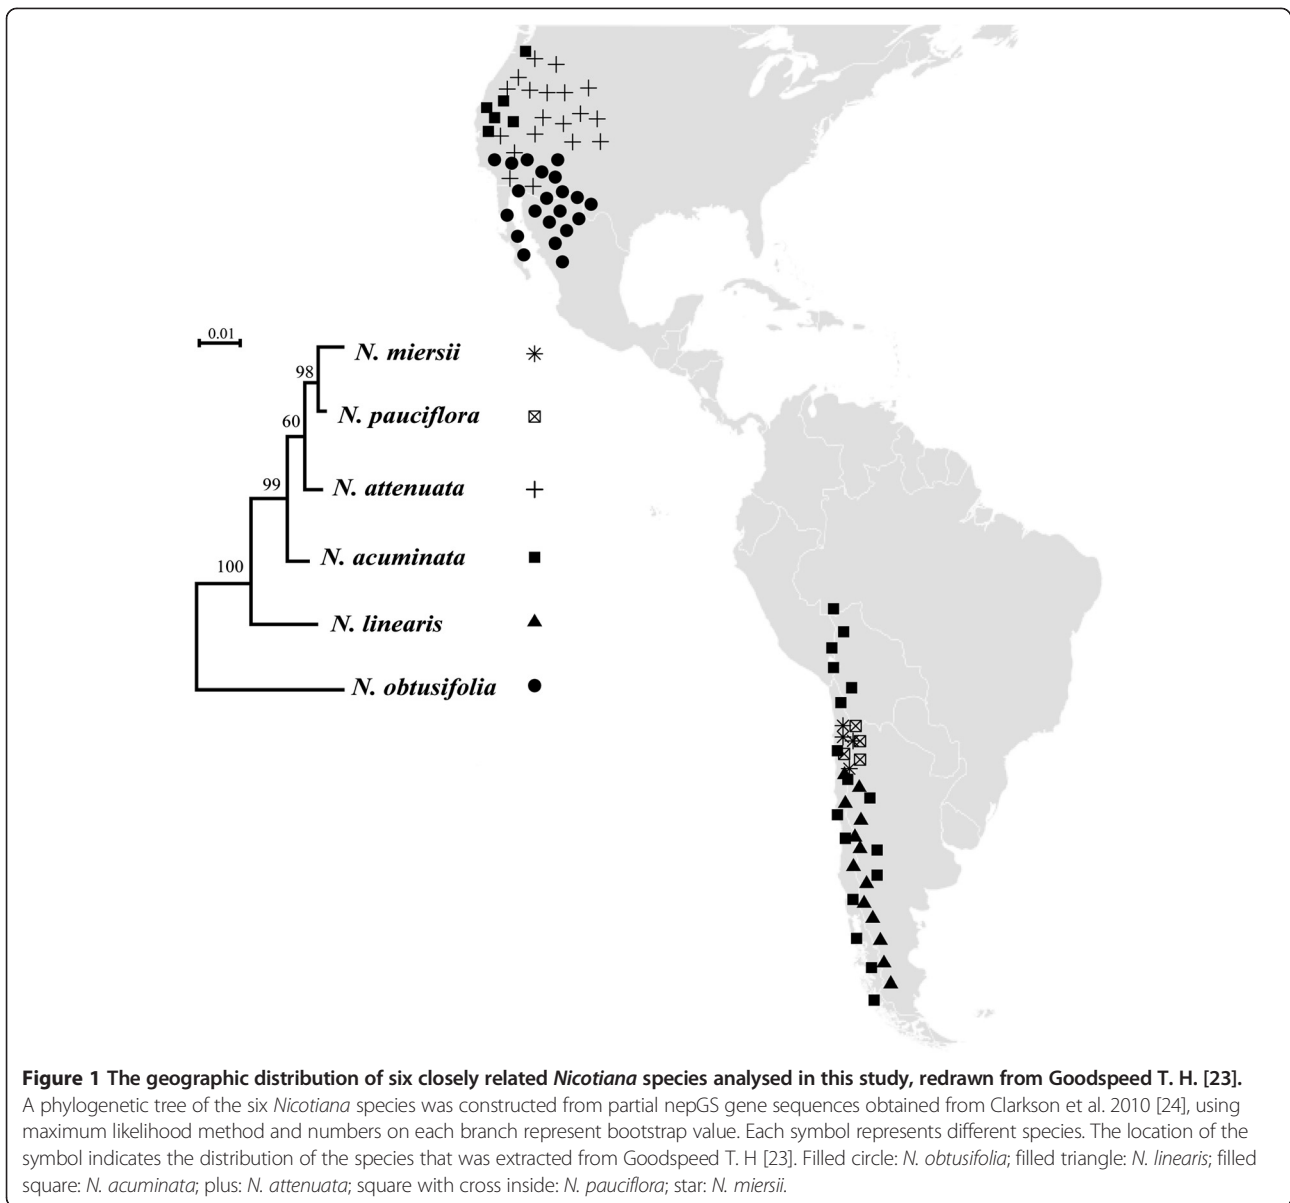 0.01
N. miersii
98
N. pauciflora
60
N. attenuata
99
N. acuminata
100
N. linearis
N. obtusifolia
Figure 1 The geographic distribution of six closely related Nicotiana species analysed in this study, redrawn from Goodspeed T. H. [23].
A phylogenetic tree of the six Nicotiana species was constructed from partial nepGS gene sequences obtained from Clarkson et al. 2010 [24], using
maximum likelihood method and numbers on each branch represent bootstrap value. Each symbol represents different species. The location of the
symbol indicates the distribution of the species that was extracted from Goodspeed T. H [23]. Filled circle: N. obtusifolia; filled triangle: N. linearis; filled
square: N. acuminata; plus: N. attenuata; square with cross inside: N. pauciflora; star: N. miersii.